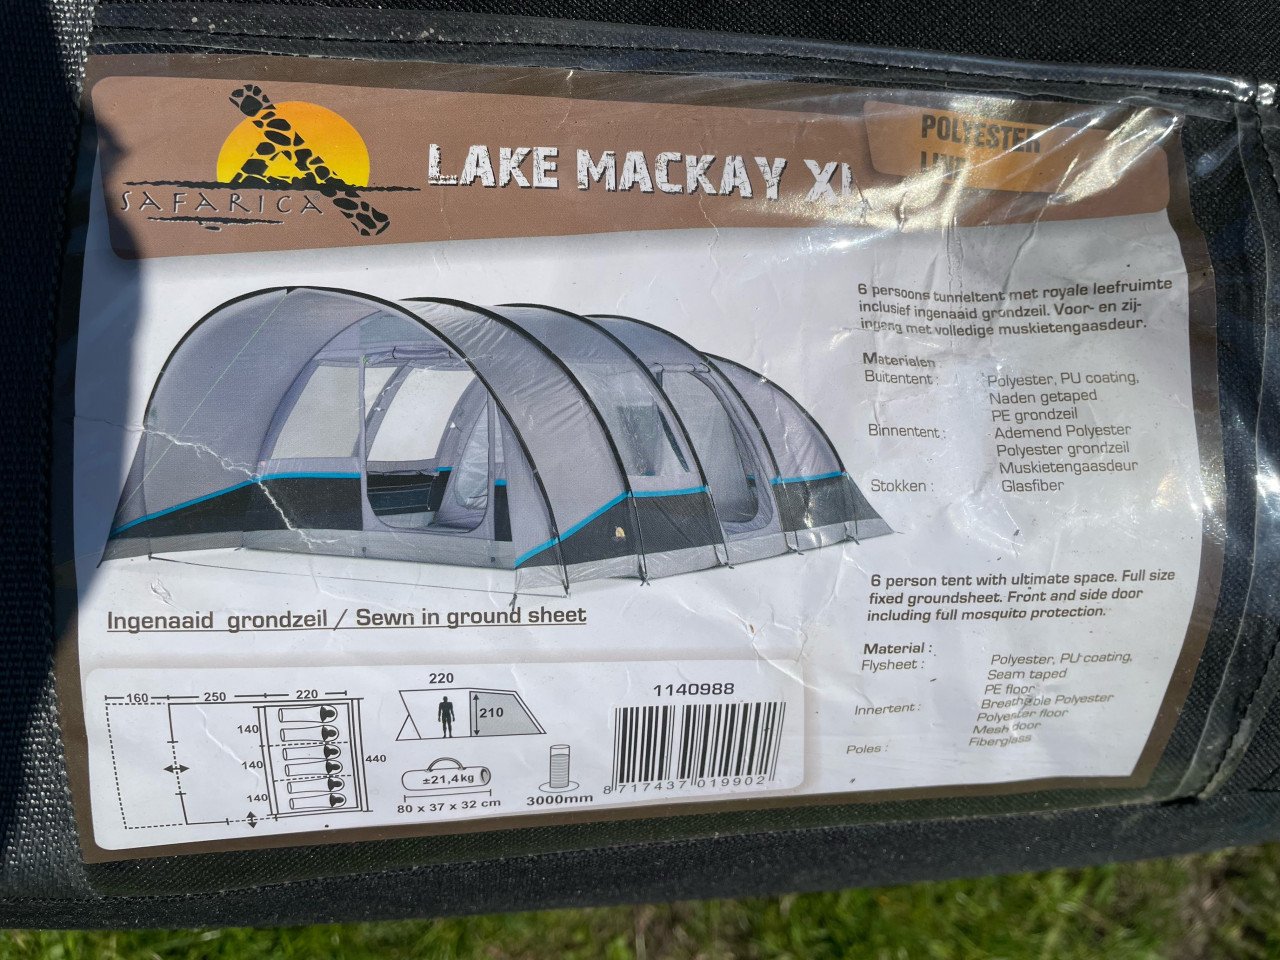 SAFARICA
LAKE MACKAY XL
POLYESTER
6 persoons tunneltent met royale leefruimte
inclusief ingenaaid grondzeil. Voor- en zij-
ingang met volledige muskietengaasdeur.
Materialen :
Buitentent : Polyester, PU coating,
Naden getaped
PE grondzeil
Binnentent : Ademend Polyester
Polyester grondzeil
Muskietengaasdeur
Stokken : Glasfiber
6 person tent with ultimate space. Full size
fixed groundsheet. Front and side door
including full mosquito protection.
Material :
Flysheet : Polyester, PU coating,
Seam taped
PE floor
Innertent : Breathable Polyester
Polyester floor
Mesh door
Poles : Fiberglass
Ingenaaid grondzeil / Sewn in ground sheet
160 250 220
140
140
140
440
220
210
±21,4kg
80 x 37 x 32 cm
3000mm
1140988
8 717437 019902